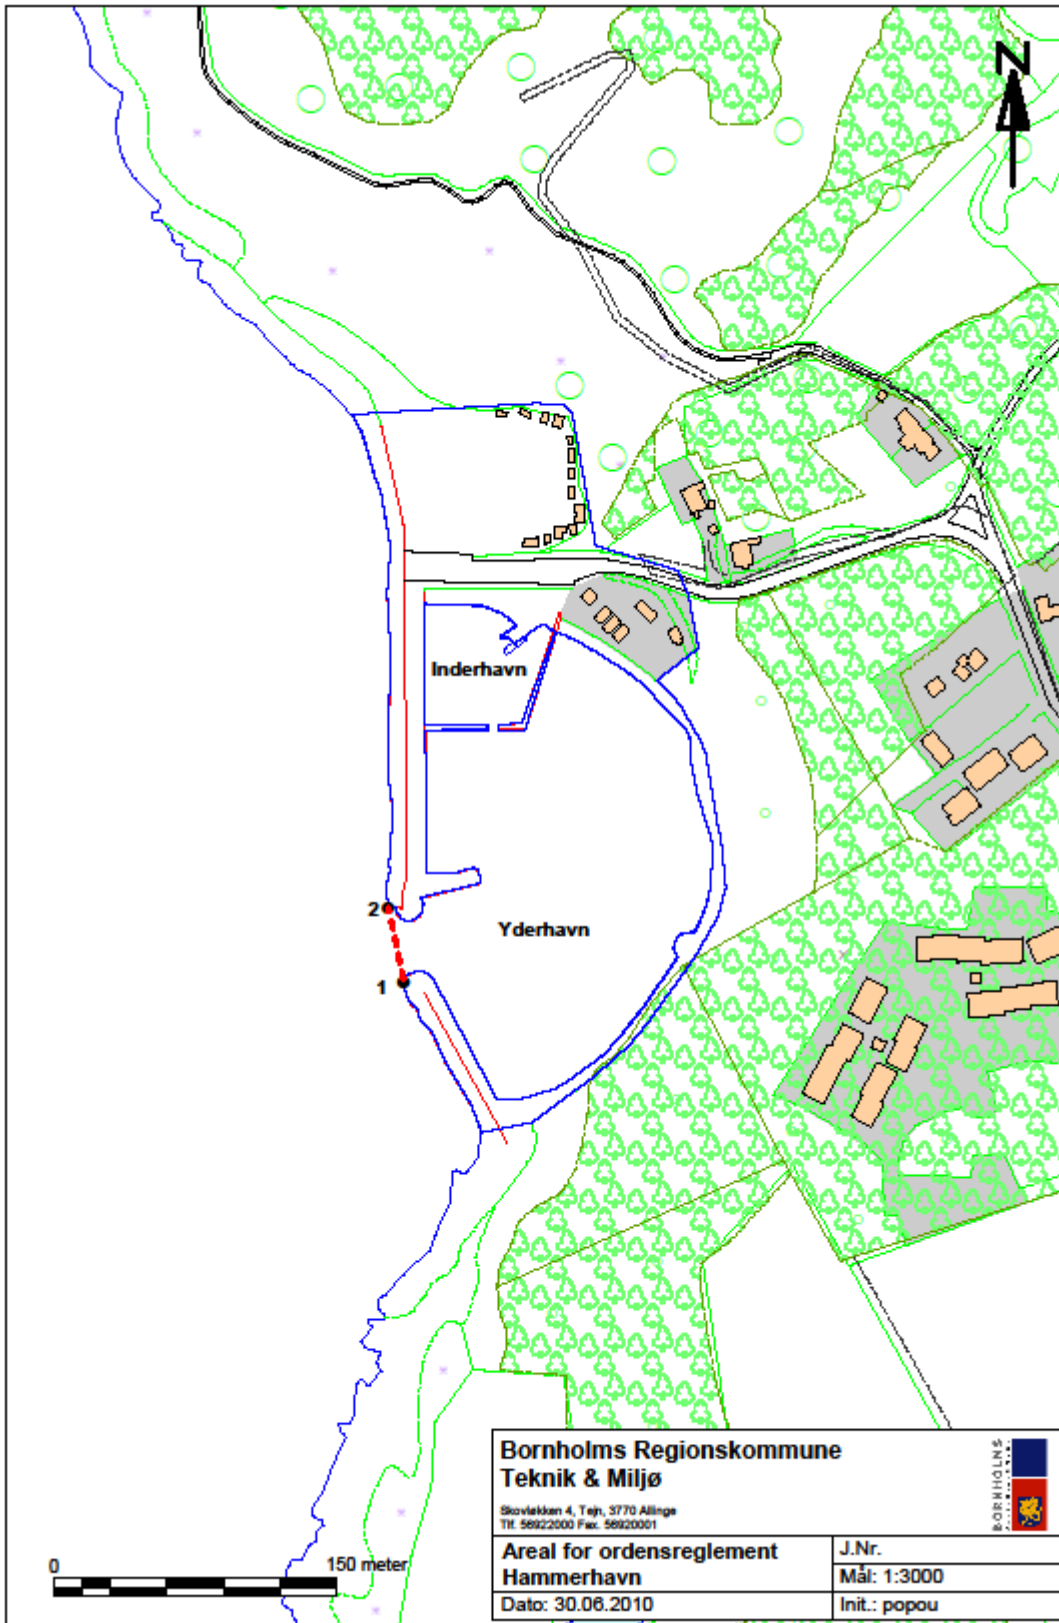 N
Inderhavn
2
Yderhavn
1
Bornholms Regionskommune
Teknik & Miljø
Skovløkken 4, Tejn, 3770 Allinge
Tlf. 56922000 Fax. 56920001
BORNHOLMS
Areal for ordensreglement
Hammerhavn
J.Nr.
Mål: 1:3000
Dato: 30.06.2010
Init.: popou
0
150 meter